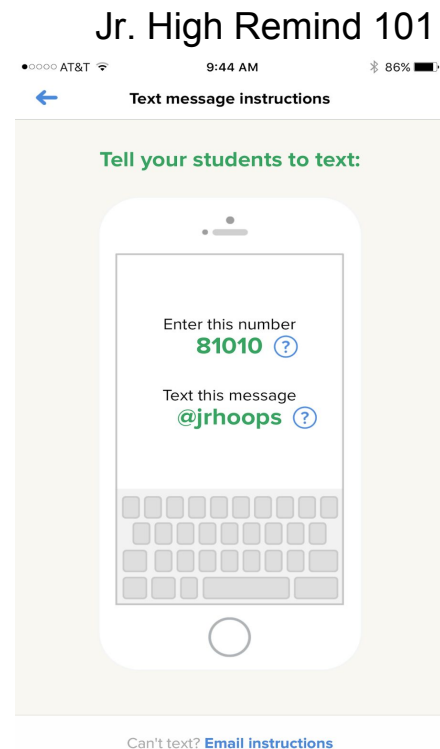 Jr. High Remind 101
AT&T 9:44 AM 86%
Text message instructions
Tell your students to text:
Enter this number
81010 ?
Text this message
@jrhoops ?
Can't text? Email instructions